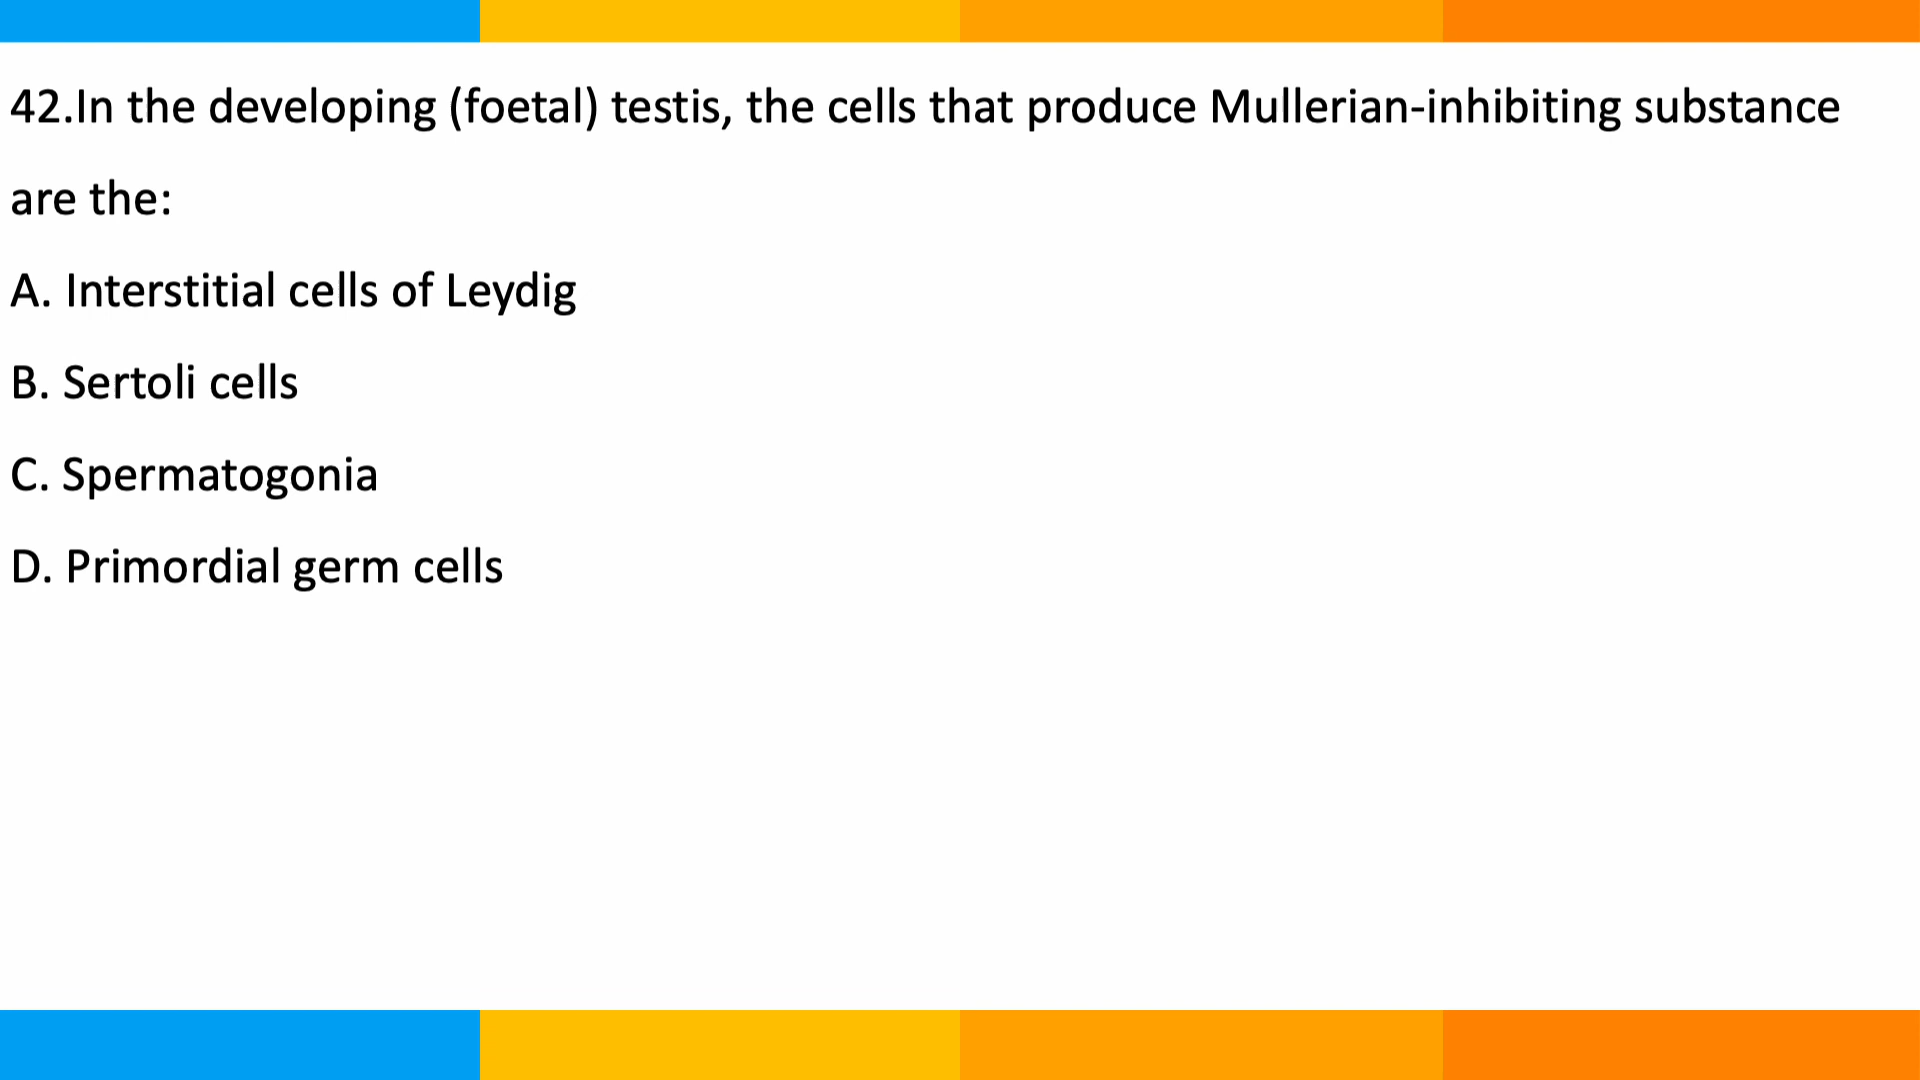 42.In the developing (foetal) testis, the cells that produce Mullerian-inhibiting substance
are the:
A. Interstitial cells of Leydig
B. Sertoli cells
C. Spermatogonia
D. Primordial germ cells